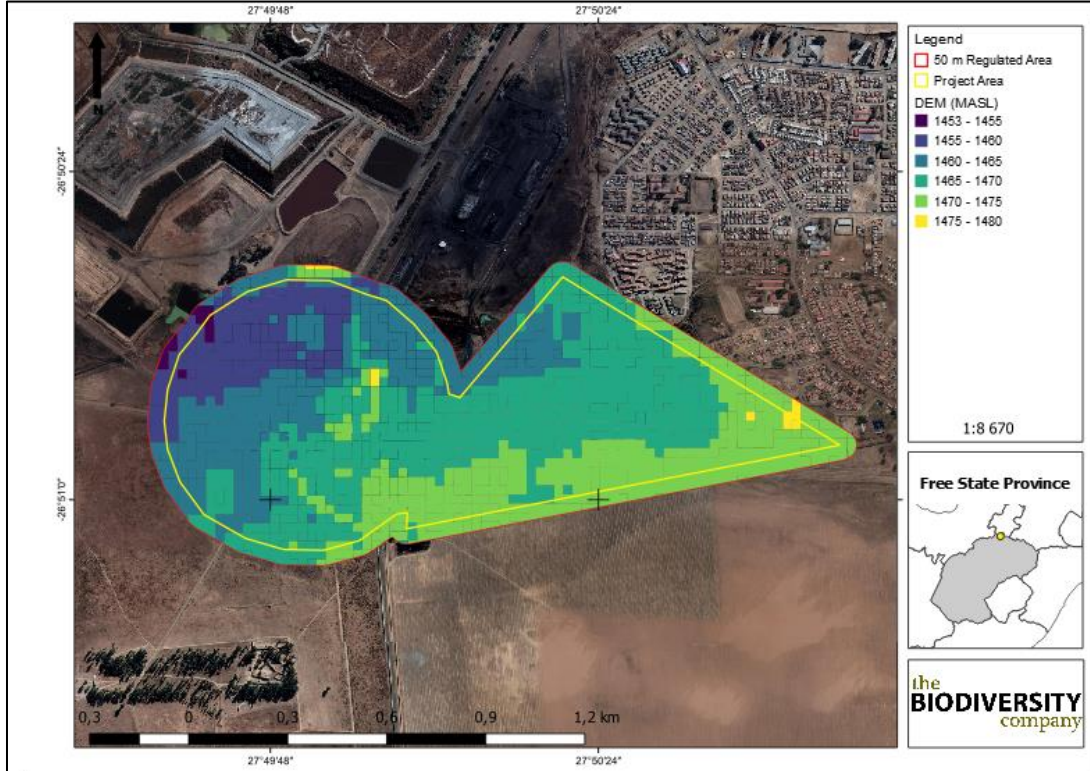 27°49'48"
27°50'24"
N
-26°50'24"
-26°51'0"
0,3 0 0,3 0,6 0,9 1,2 km
27°49'48"
27°50'24"
Legend
50 m Regulated Area
Project Area
DEM (MASL)
1453 - 1455
1455 - 1460
1460 - 1465
1465 - 1470
1470 - 1475
1475 - 1480
1:8 670
Free State Province
the
BIODIVERSITY
company